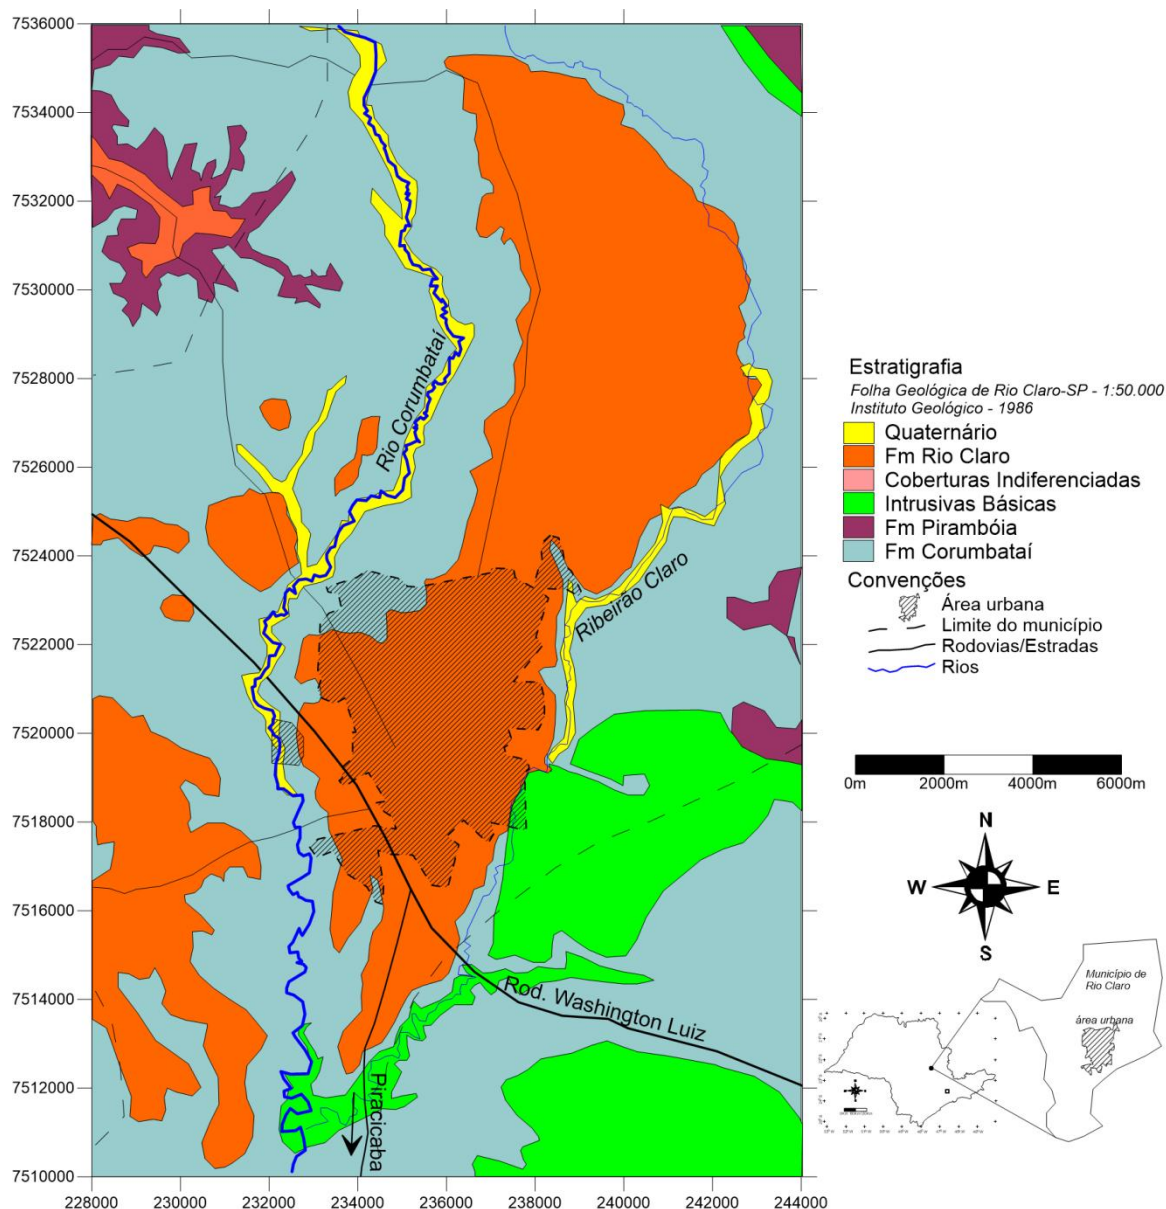 7536000
7534000
7532000
7530000
7528000
7526000
7524000
7522000
7520000
7518000
7516000
7514000
7512000
7510000
228000
230000
232000
234000
236000
238000
240000
242000
244000
Rio Corumbataí
Ribeirão Claro
Rod. Washington Luiz
Piracicaba
Estratigrafia
Folha Geológica de Rio Claro-SP - 1:50.000
Instituto Geológico - 1986
Quaternário
Fm Rio Claro
Coberturas Indiferenciadas
Intrusivas Básicas
Fm Pirambóia
Fm Corumbataí
Convenções
Área urbana
Limite do município
Rodovias/Estradas
Rios
0m 2000m 4000m 6000m
N
W E
S
Município de
Rio Claro
área urbana